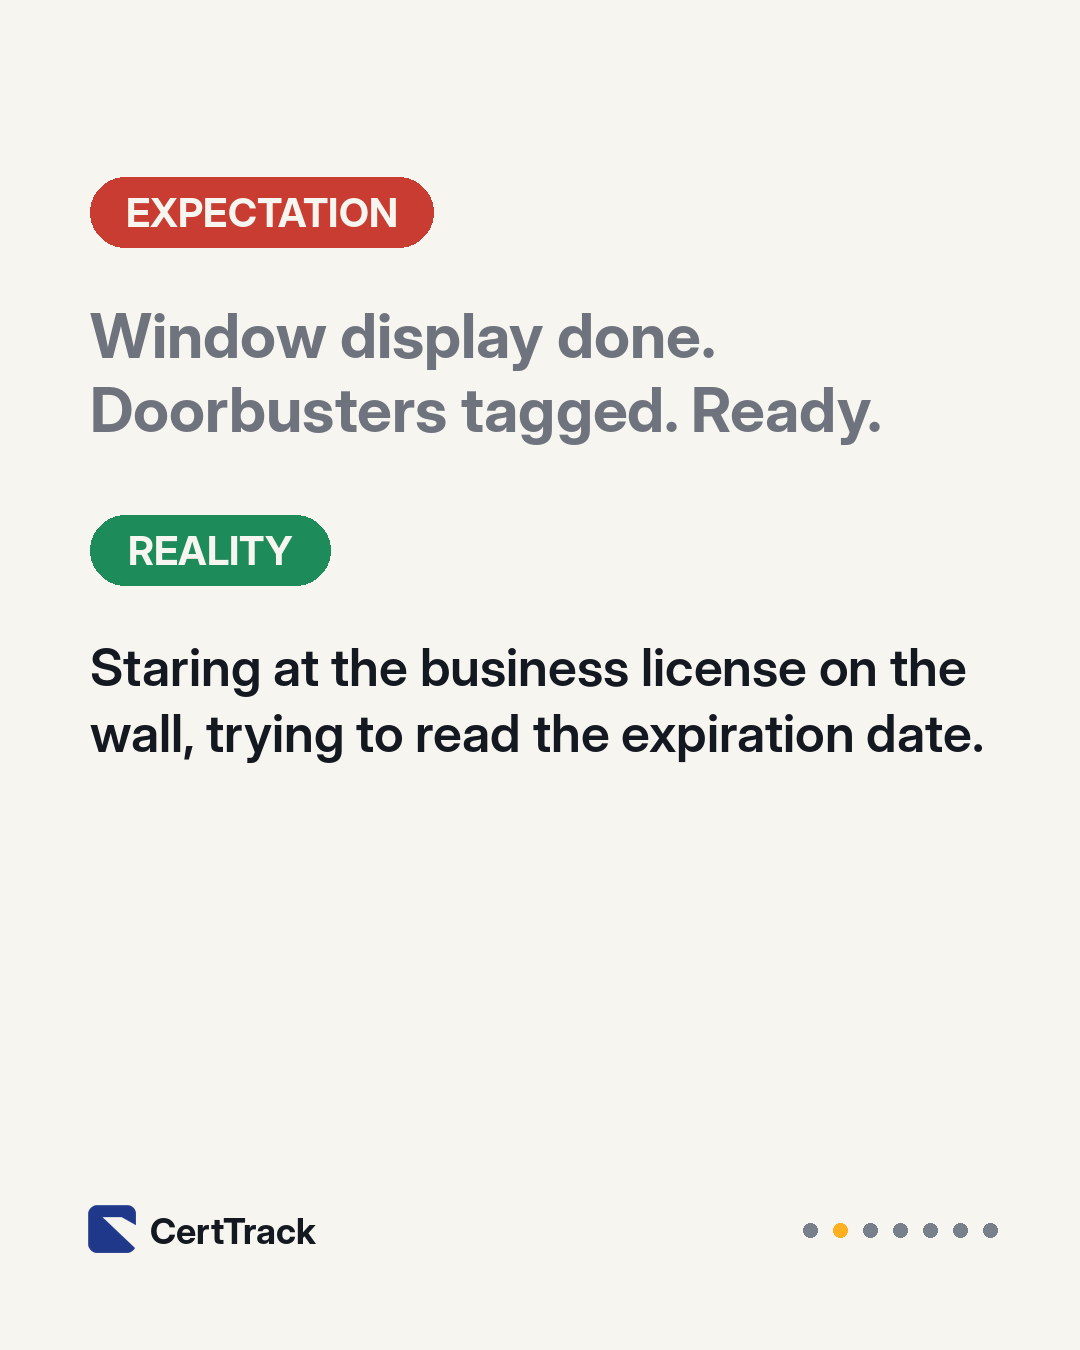 EXPECTATION
Window display done.
Doorbusters tagged. Ready.
REALITY
Staring at the business license on the
wall, trying to read the expiration date.
CertTrack